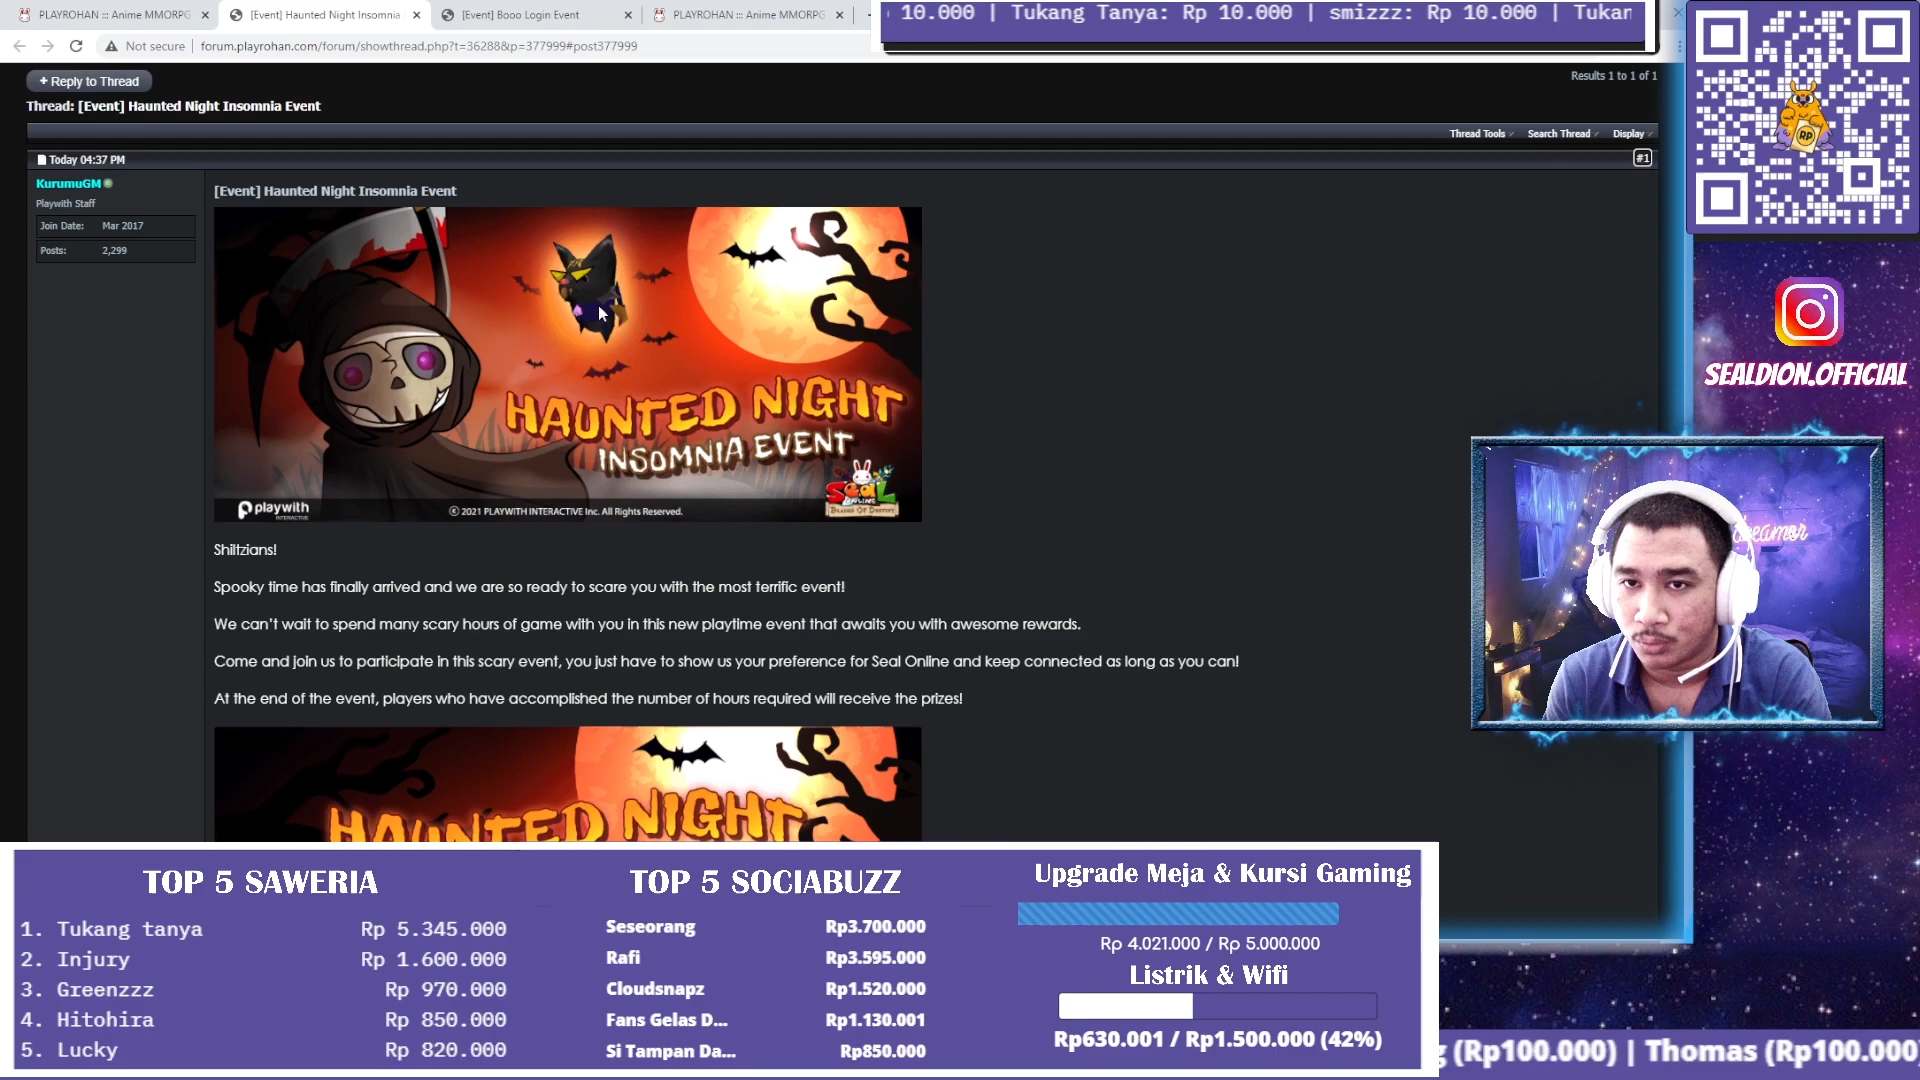 PLAYROHAN ::: Anime MMORPG
[Event] Haunted Night Insomnia
[Event] Booo Login Event
PLAYROHAN ::: Anime MMORPG
10.000 | Tukang Tanya: Rp 10.000 | smizzz: Rp 10.000 |
Not secure
forum.playrohan.com/forum/showthread.php?t=36288&p=377999#post377999
+ Reply to Thread
Results 1 to 1 of 1
Thread: [Event] Haunted Night Insomnia Event
Thread Tools
Search Thread
Display
Today 04:37 PM
#1
KurumuGM
Playwith Staff
Join Date: Mar 2017
Posts: 2,299
[Event] Haunted Night Insomnia Event
HAUNTED NIGHT
INSOMNIA EVENT
playwith
INTERACTIVE
© 2021 PLAYWITH INTERACTIVE Inc. All Rights Reserved.
SEAL
ONLINE
BLADES OF DESTINY
Shiltzians!
Spooky time has finally arrived and we are so ready to scare you with the most terrific event!
We can't wait to spend many scary hours of game with you in this new playtime event that awaits you with awesome rewards.
Come and join us to participate in this scary event, you just have to show us your preference for Seal Online and keep connected as long as you can!
At the end of the event, players who have accomplished the number of hours required will receive the prizes!
HAUNTED NIGHT
RP
SEALDION.OFFICIAL
TOP 5 SAWERIA
1. Tukang tanya Rp 5.345.000
2. Injury Rp 1.600.000
3. Greenzzz Rp 970.000
4. Hitohira Rp 850.000
5. Lucky Rp 820.000
TOP 5 SOCIABUZZ
Seseorang Rp3.700.000
Rafi Rp3.595.000
Cloudsnapz Rp1.520.000
Fans Gelas D... Rp1.130.001
Si Tampan Da... Rp850.000
Upgrade Meja & Kursi Gaming
Rp 4.021.000 / Rp 5.000.000
Listrik & Wifi
Rp630.001 / Rp1.500.000 (42%)
(Rp100.000) | Thomas (Rp100.000)